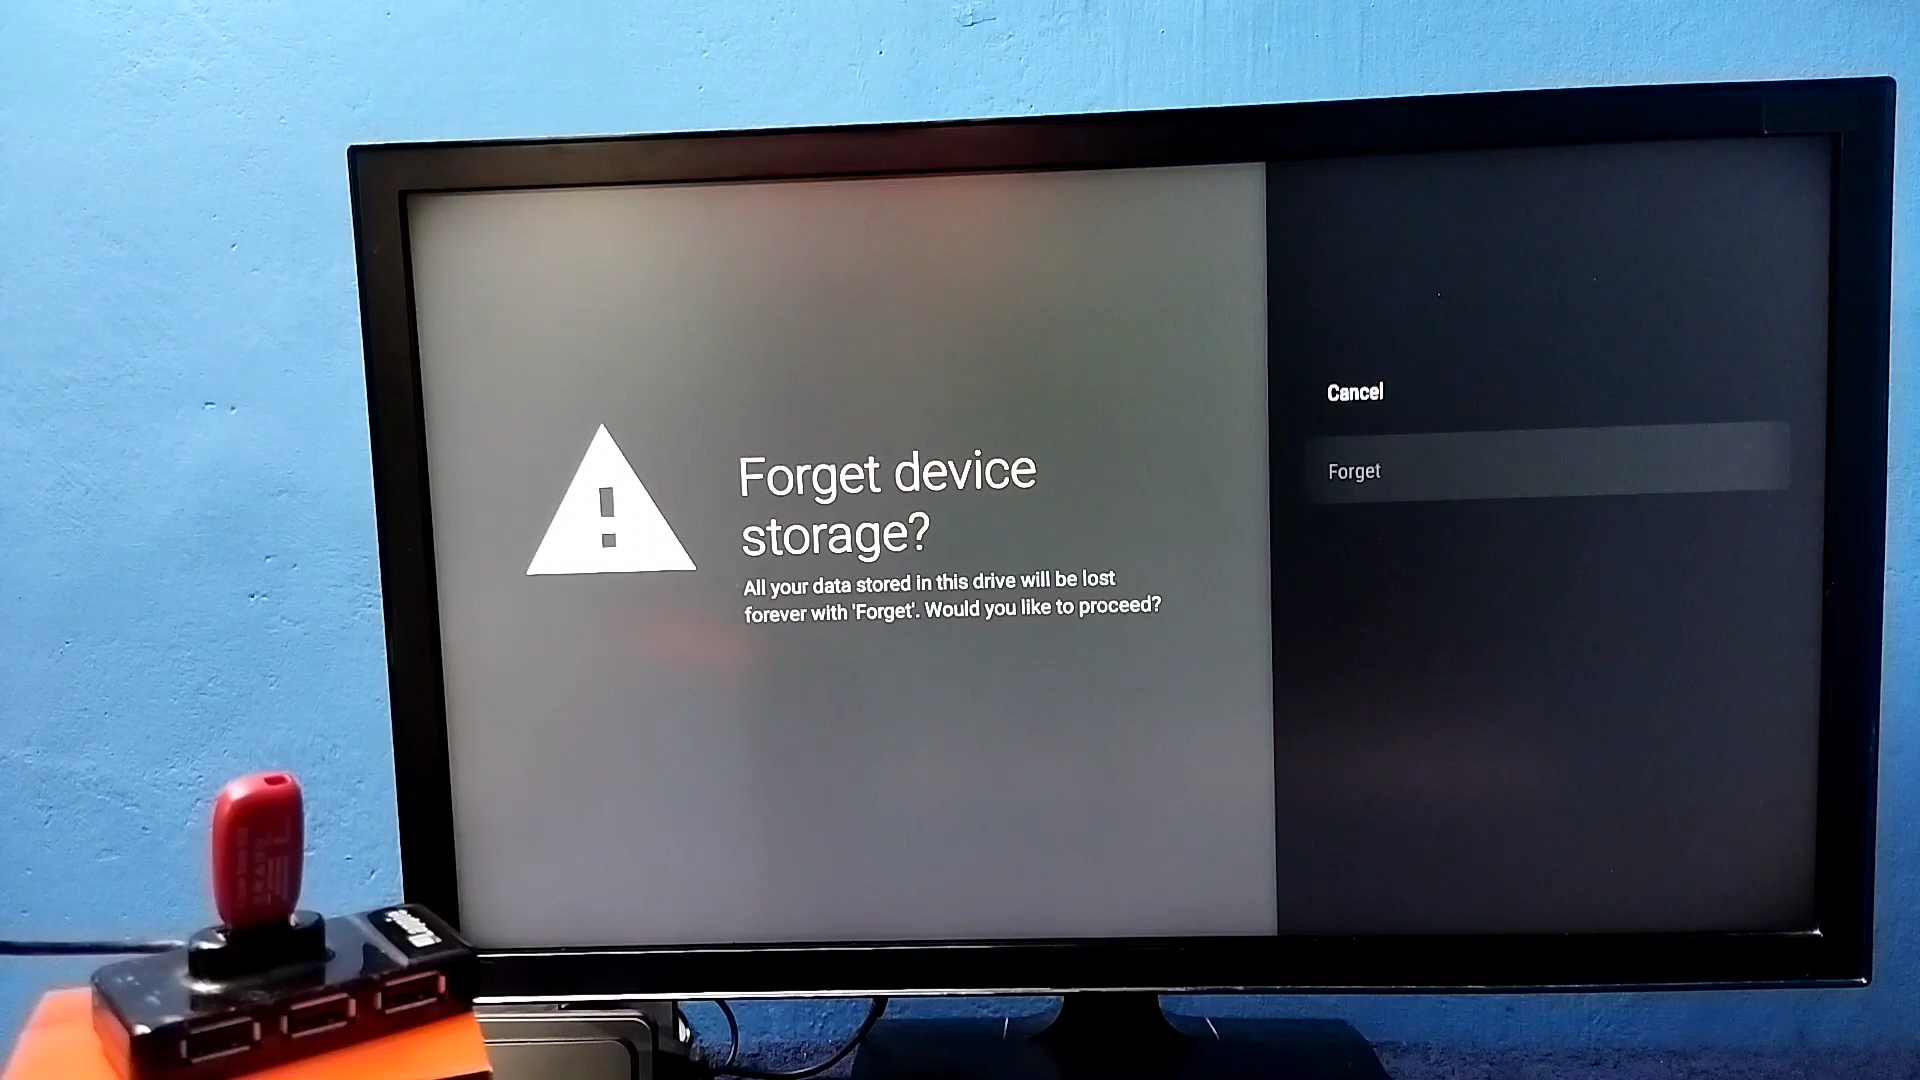 Forget device
storage?
All your data stored in this drive will be lost
forever with 'Forget'. Would you like to proceed?
Cancel
Forget